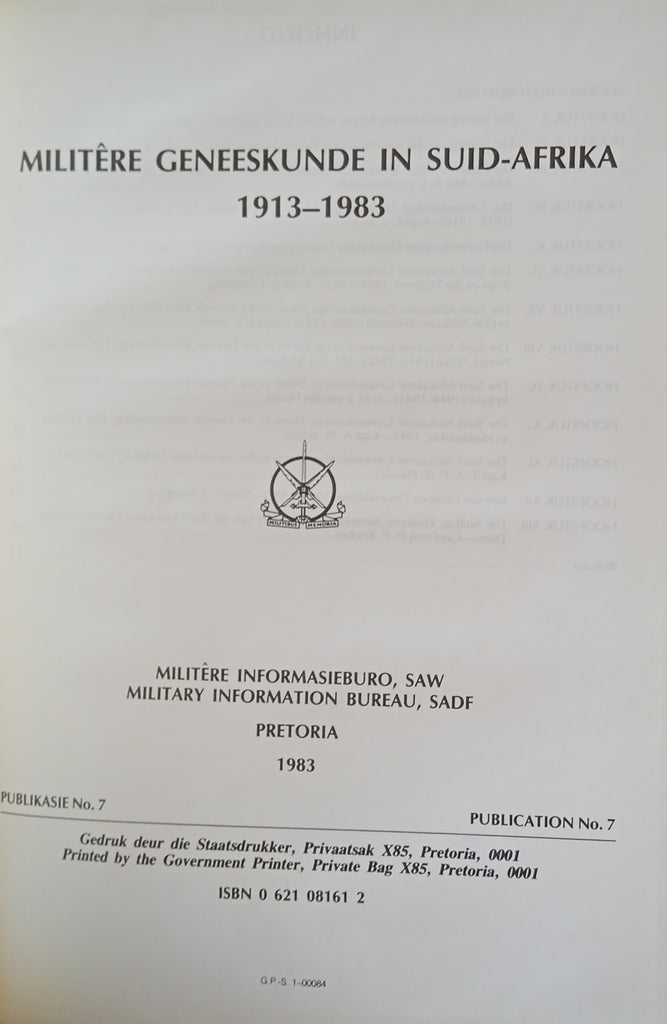 MILITÊRE GENEESKUNDE IN SUID-AFRIKA
1913–1983
MILITIBUS MEMORIA
MILITÊRE INFORMASIEBURO, SAW
MILITARY INFORMATION BUREAU, SADF
PRETORIA
1983
PUBLIKASIE No. 7
PUBLICATION No. 7
Gedruk deur die Staatsdrukker, Privaatsak X85, Pretoria, 0001
Printed by the Government Printer, Private Bag X85, Pretoria, 0001
ISBN 0 621 08161 2
G.P.-S. 1-00084